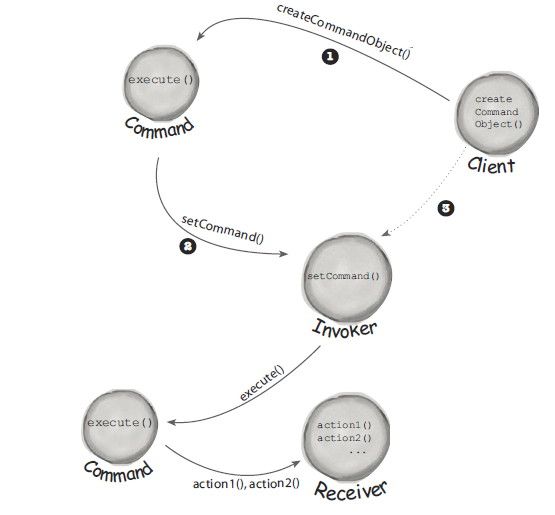 createCommandObject()
1
execute()
Command
create
Command
Object()
Client
3
setCommand()
2
setCommand()
Invoker
execute()
execute()
Command
action1()
action2()
...
action1(), action2()
Receiver